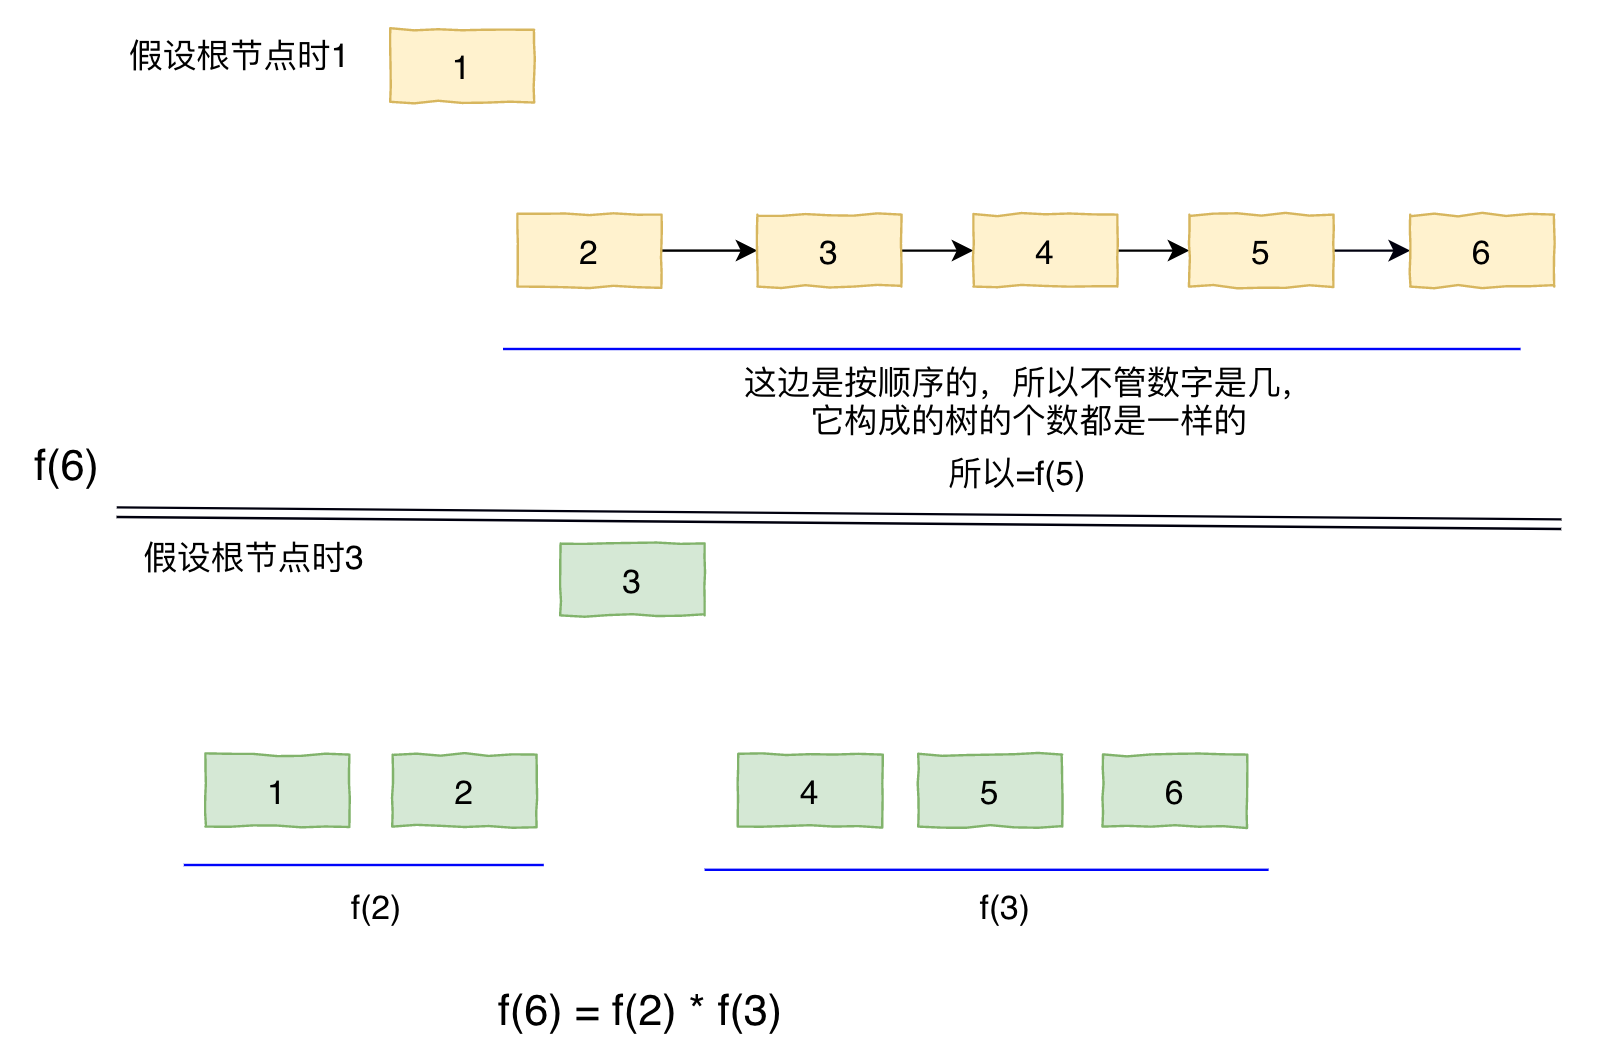 假设根节点时1
1
2
3
4
5
6
这边是按顺序的，所以不管数字是几，
它构成的树的个数都是一样的
所以=f(5)
f(6)
假设根节点时3
3
1
2
4
5
6
f(2)
f(3)
f(6) = f(2) * f(3)